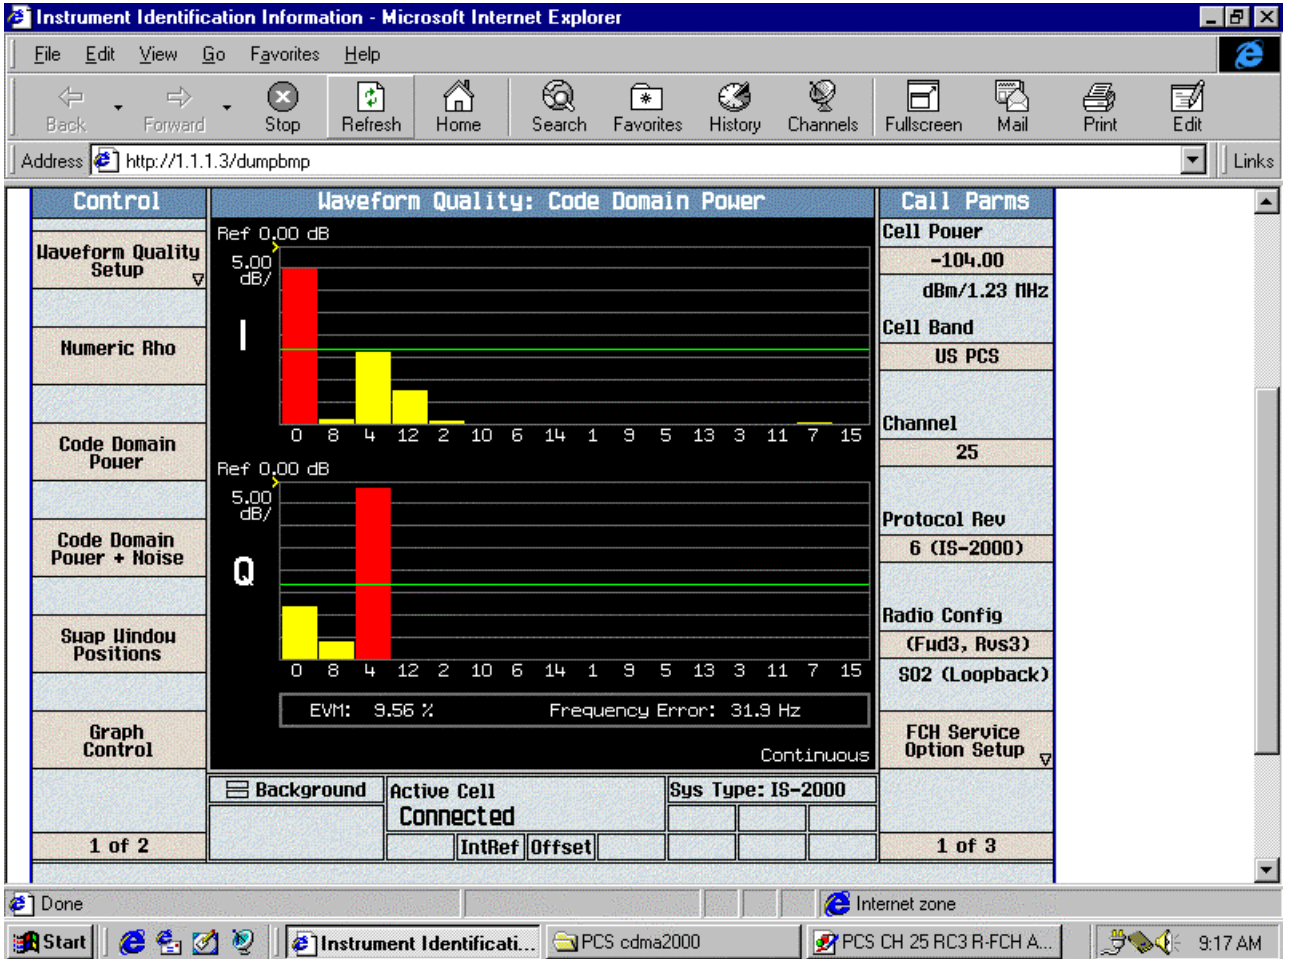 Instrument Identification Information - Microsoft Internet Explorer
File Edit View Go Favorites Help
Back Forward Stop Refresh Home Search Favorites History Channels Fullscreen Mail Print Edit
Address http://1.1.1.3/dumpbmp Links
Control
Waveform Quality
Setup
Numeric Rho
Code Domain
Power
Code Domain
Power + Noise
Swap Window
Positions
Graph
Control
1 of 2
Waveform Quality: Code Domain Power
Ref 0.00 dB
5.00
dB/
I
0 8 4 12 2 10 6 14 1 9 5 13 3 11 7 15
Ref 0.00 dB
5.00
dB/
Q
0 8 4 12 2 10 6 14 1 9 5 13 3 11 7 15
EVM: 9.56 % Frequency Error: 31.9 Hz
Continuous
Background
Active Cell
Connected
Sys Type: IS-2000
IntRef Offset
Call Parms
Cell Power
-104.00
dBm/1.23 MHz
Cell Band
US PCS
Channel
25
Protocol Rev
6 (IS-2000)
Radio Config
(Fwd3, Rvs3)
SO2 (Loopback)
FCH Service
Option Setup
1 of 3
Done Internet zone
Start Instrument Identificati... PCS cdma2000 PCS CH 25 RC3 R-FCH A... 9:17 AM